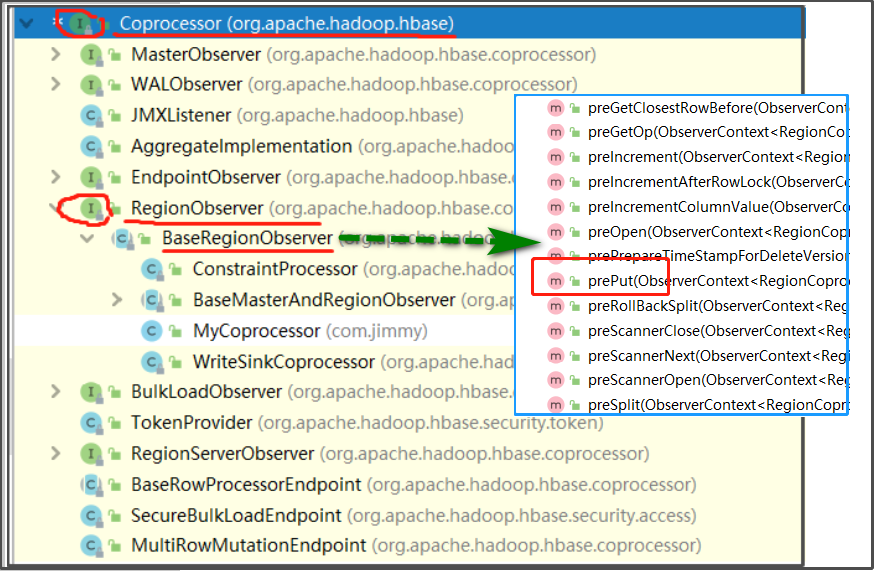 Coprocessor (org.apache.hadoop.hbase)
MasterObserver (org.apache.hadoop.hbase.coprocessor)
WALObserver (org.apache.hadoop.hbase.coprocessor)
JMXListener (org.apache.hadoop.hbase)
AggregateImplementation (org.apache.hadoo
EndpointObserver (org.apache.hadoop.hbase.c
RegionObserver (org.apache.hadoop.hbase.co
BaseRegionObserver (org.apache.hadoo
ConstraintProcessor (org.apache.hadoo
BaseMasterAndRegionObserver (org.ap
MyCoprocessor (com.jimmy)
WriteSinkCoprocessor (org.apache.had
BulkLoadObserver (org.apache.hadoop.hbase.c
TokenProvider (org.apache.hadoop.hbase.security.token)
RegionServerObserver (org.apache.hadoop.hbase.coprocessor)
BaseRowProcessorEndpoint (org.apache.hadoop.hbase.coprocessor)
SecureBulkLoadEndpoint (org.apache.hadoop.hbase.security.access)
MultiRowMutationEndpoint (org.apache.hadoop.hbase.coprocessor)
preGetClosestRowBefore(ObserverCont
preGetOp(ObserverContext<RegionCo
preIncrement(ObserverContext<Region
preIncrementAfterRowLock(ObserverCo
preIncrementColumnValue(ObserverCo
preOpen(ObserverContext<RegionCopr
prePrepareTimeStampForDeleteVersion
prePut(ObserverContext<RegionCoproc
preRollBackSplit(ObserverContext<Reg
preScannerClose(ObserverContext<Reg
preScannerNext(ObserverContext<Regi
preScannerOpen(ObserverContext<Reg
preSplit(ObserverContext<RegionCopro